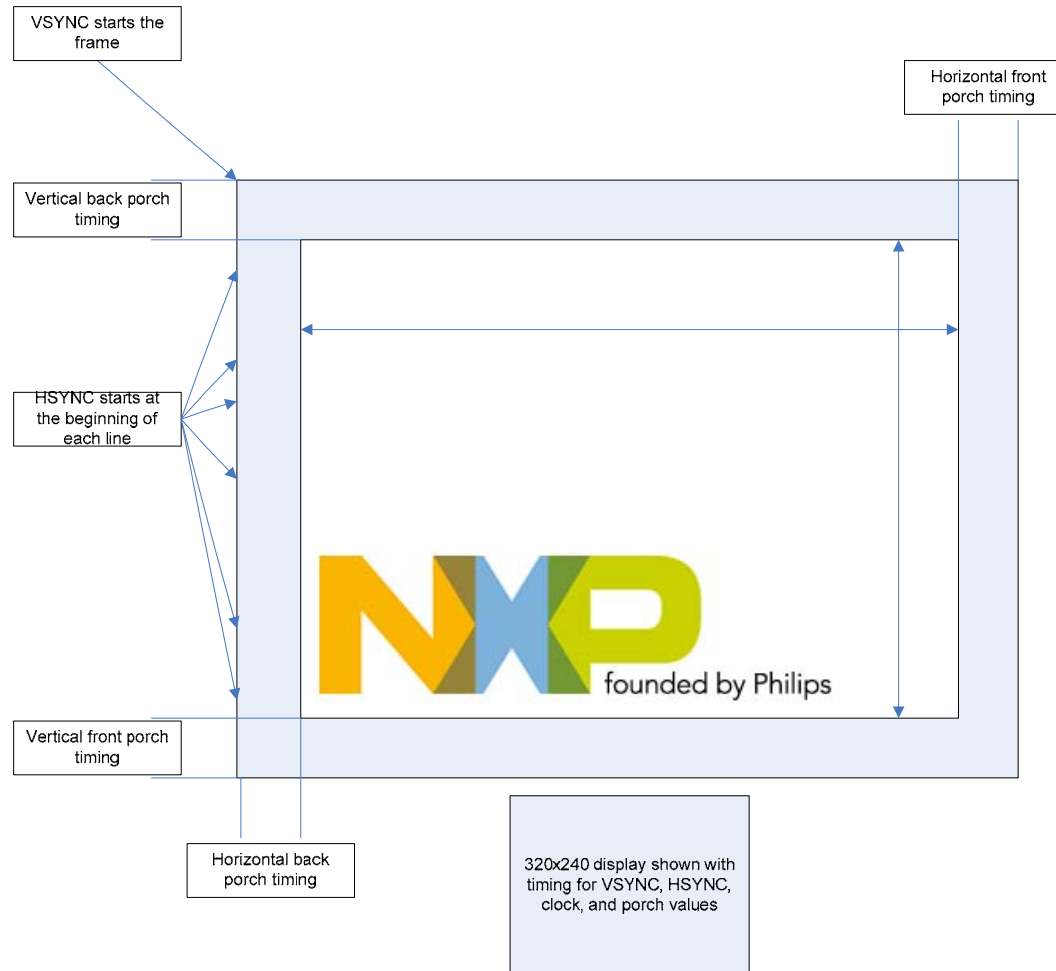 VSYNC starts the
frame
Horizontal front
porch timing
Vertical back porch
timing
HSYNC starts at
the beginning of
each line
NXP
founded by Philips
Vertical front porch
timing
Horizontal back
porch timing
320x240 display shown with
timing for VSYNC, HSYNC,
clock, and porch values